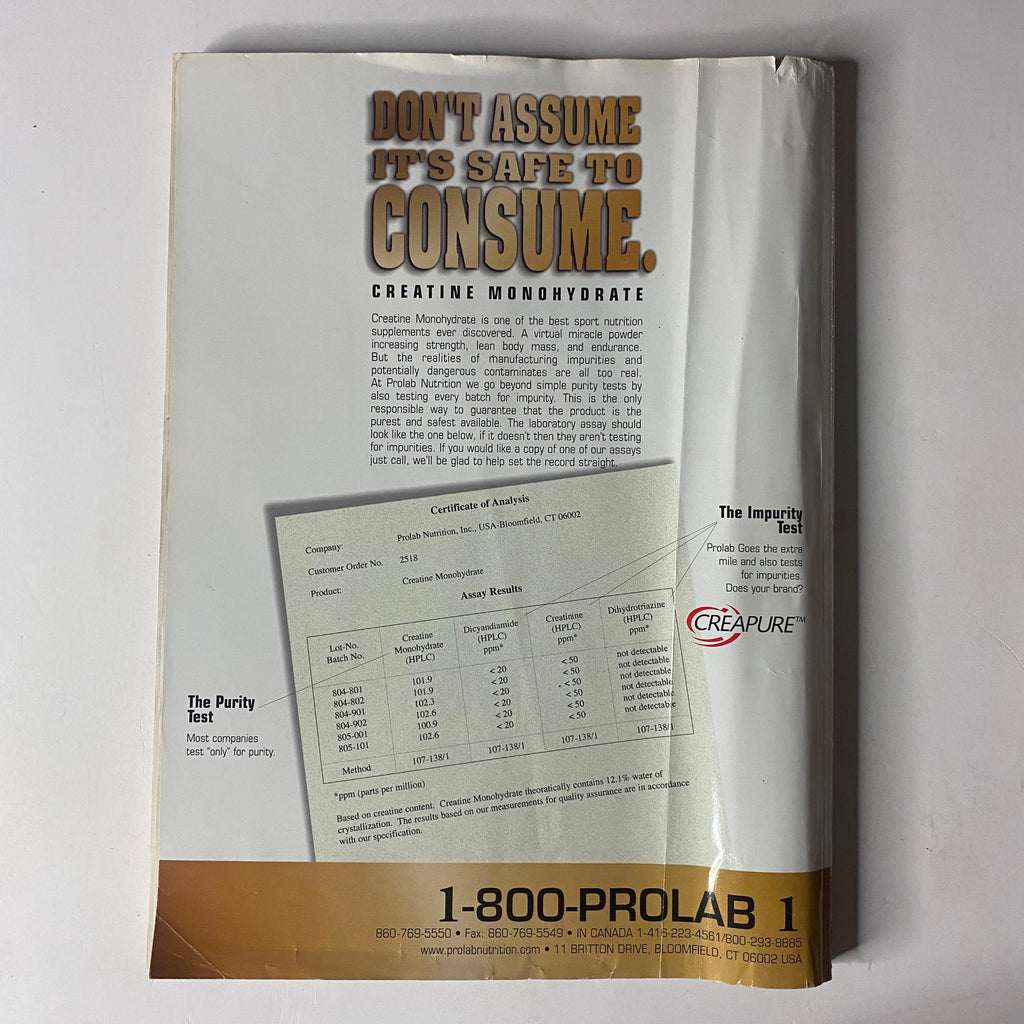 DON'T ASSUME
IT'S SAFE TO
CONSUME.
CREATINE MONOHYDRATE
Creatine Monohydrate is one of the best sport nutrition
supplements ever discovered. A virtual miracle powder
increasing strength, lean body mass, and endurance.
But the realities of manufacturing impurities and
potentially dangerous contaminates are all too real.
At Prolab Nutrition we go beyond simple purity tests by
also testing every batch for impurity. This is the only
responsible way to guarantee that the product is the
purest and safest available. The laboratory assay should
look like the one below, if it doesn't then they aren't testing
for impurities. If you would like a copy of one of our assays
just call, we'll be glad to help set the record straight.
Certificate of Analysis
Company: Prolab Nutrition, Inc., USA-Bloomfield, CT 06002
Customer Order No. 2518
Product: Creatine Monohydrate
Assay Results
Lot-No.
Batch No.
Creatine
Monohydrate
(HPLC)
Dicyandiamide
(HPLC)
ppm*
Creatinine
(HPLC)
ppm*
Dihydrotriazine
(HPLC)
ppm*
804-801 101.9 < 20 < 50 not detectable
804-802 101.9 < 20 < 50 not detectable
804-901 102.3 < 20 < 50 not detectable
804-902 102.6 < 20 < 50 not detectable
805-001 100.9 < 20 < 50 not detectable
805-101 102.6 < 20 < 50 not detectable
Method 107-138/1 107-138/1 107-138/1 107-138/1
*ppm (parts per million)
Based on creatine content. Creatine Monohydrate theoratically contains 12.1% water of
crystallization. The results based on our measurements for quality assurance are in accordance
with our specification.
The Impurity
Test
Prolab Goes the extra
mile and also tests
for impurities.
Does your brand?
CREAPURE™
The Purity
Test
Most companies
test "only" for purity.
1-800-PROLAB 1
860-769-5550 • Fax: 860-769-5549 • IN CANADA 1-416-223-4561/800-293-8885
www.prolabnutrition.com • 11 BRITTON DRIVE, BLOOMFIELD, CT 06002 USA